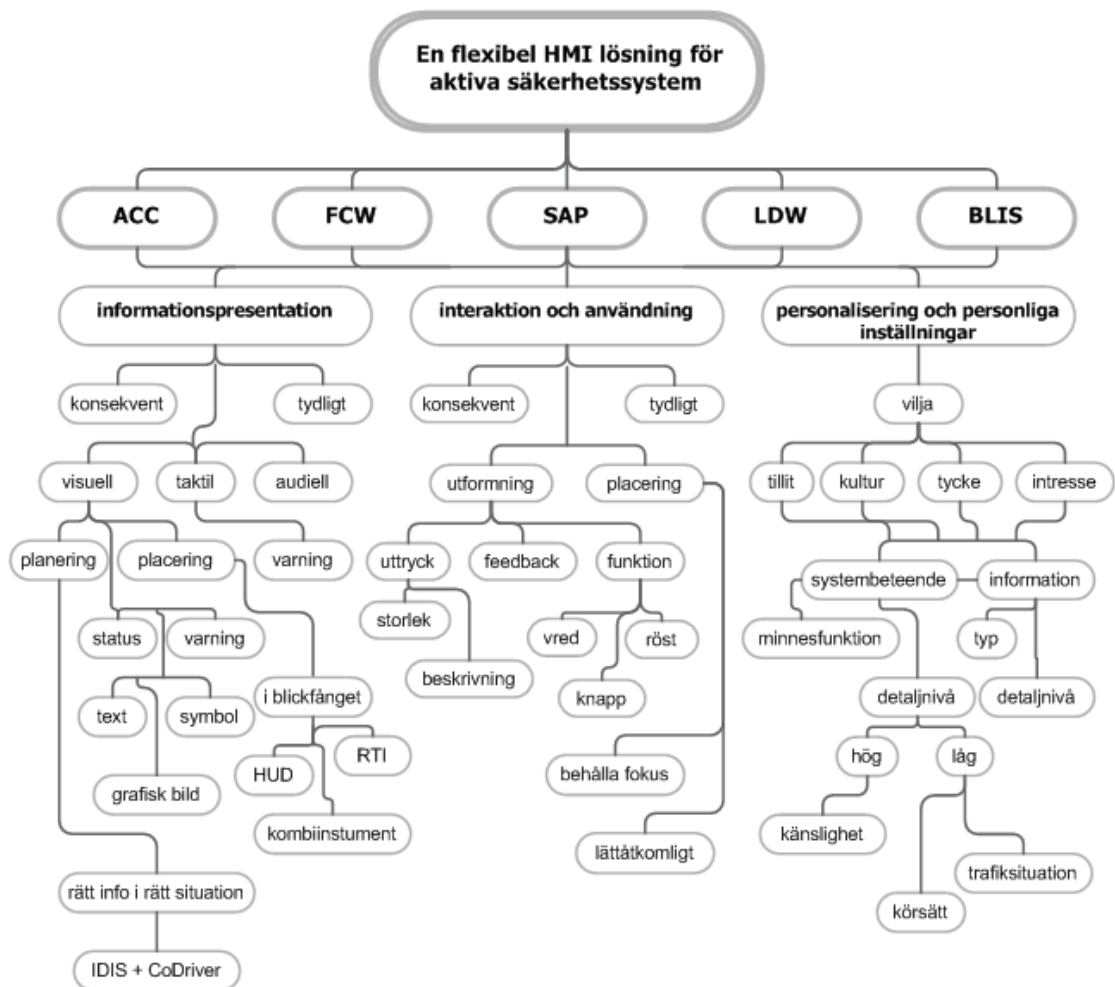 En flexibel HMI lösning för
aktiva säkerhetssystem
ACC
FCW
SAP
LDW
BLIS
informationspresentation
interaktion och användning
personalisering och personliga
inställningar
konsekvent
tydligt
konsekvent
tydligt
vilja
visuell
taktil
audiell
utformning
placering
tillit
kultur
tycke
intresse
planering
placering
varning
uttryck
feedback
funktion
systembeteende
information
status
varning
storlek
vred
röst
minnesfunktion
typ
beskrivning
knapp
text
symbol
i blickfånget
detaljnivå
detaljnivå
HUD
RTI
behålla fokus
hög
låg
grafisk bild
kombiinstument
känslighet
lättåtkomligt
trafiksituation
rätt info i rätt situation
körsätt
IDIS + CoDriver